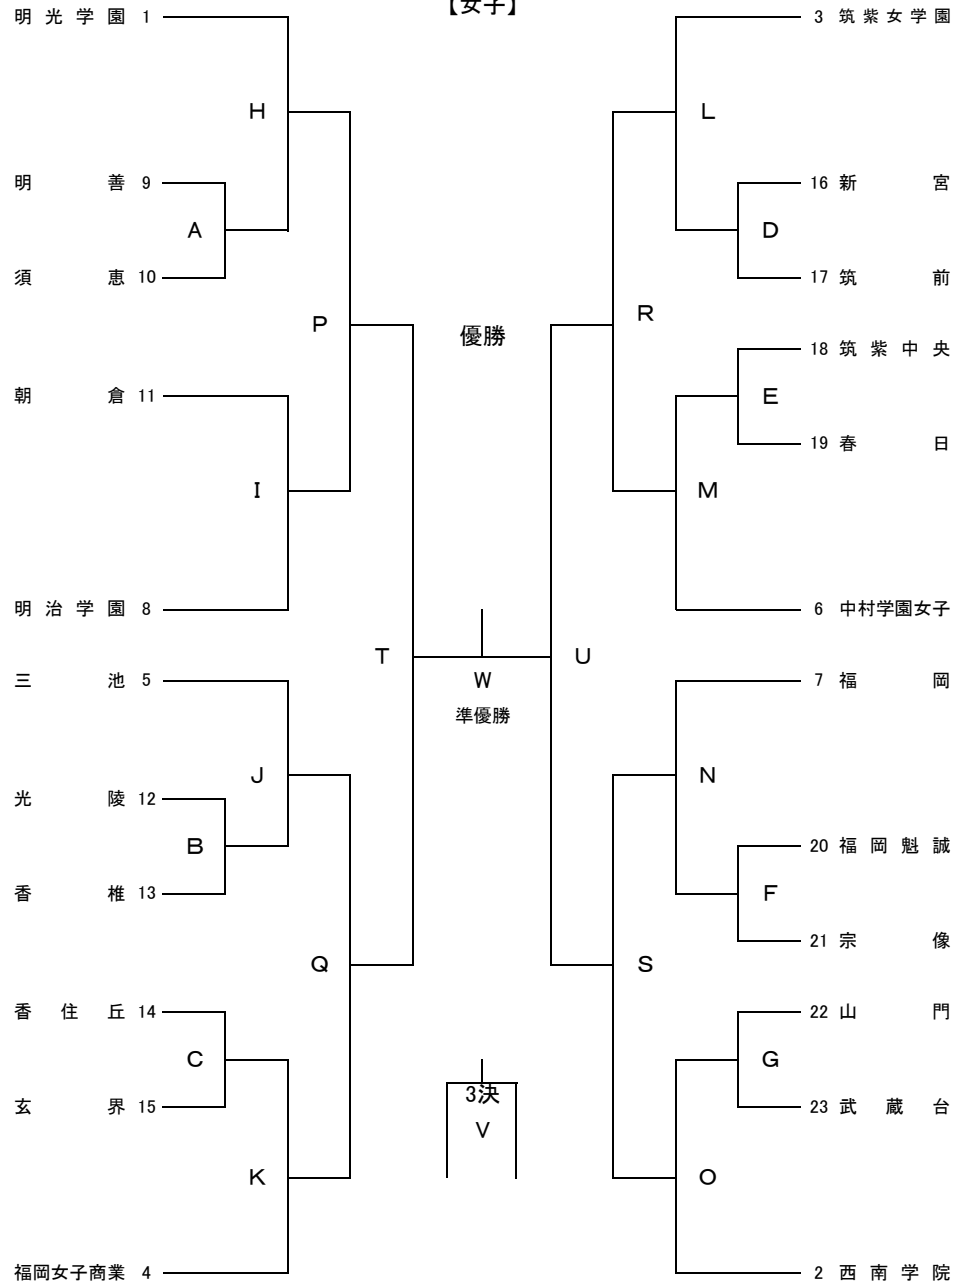 【女子】
明光学園 1
H
明善 9
A
須恵 10
P
朝倉 11
I
明治学園 8
T
三池 5
J
光陵 12
B
香椎 13
Q
香住丘 14
C
玄界 15
K
福岡女子商業 4
優勝
W
準優勝
3決
V
3 筑紫女学園
L
16 新宮
D
17 筑前
R
18 筑紫中央
E
19 春日
M
6 中村学園女子
U
7 福岡
N
20 福岡魁誠
F
21 宗像
S
22 山門
G
23 武蔵台
O
2 西南学院